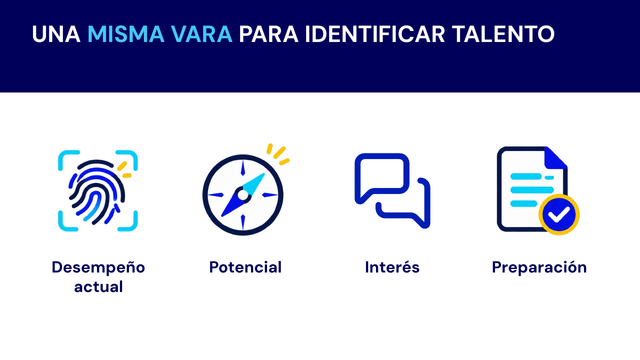 UNA MISMA VARA PARA IDENTIFICAR TALENTO
Desempeño
actual
Potencial
Interés
Preparación